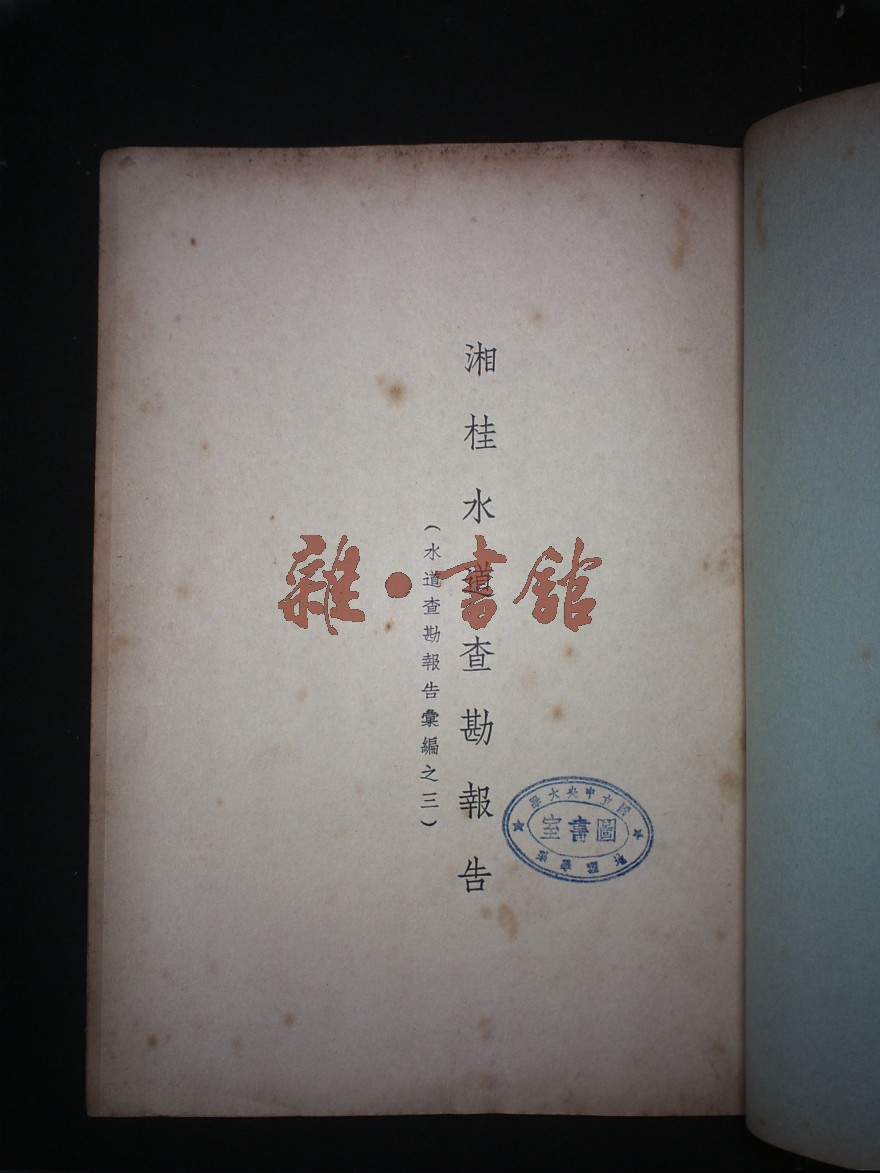 湘桂水道查勘報告
(水道查勘報告彙編之三)
雜·書館
國立中央大學
圖書室